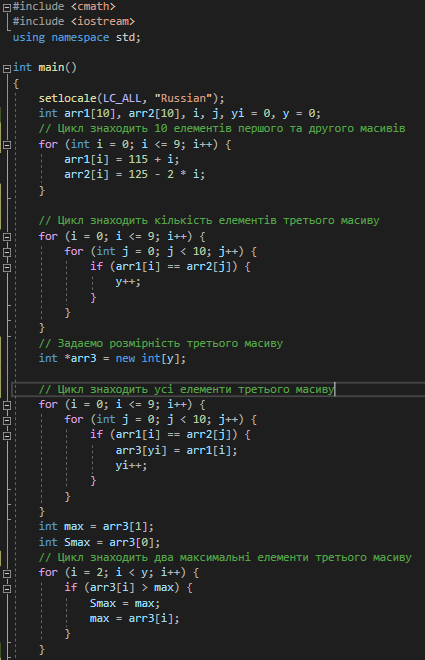 #include <cmath>
#include <iostream>
using namespace std;
int main()
{
setlocale(LC_ALL, "Russian");
int arr1[10], arr2[10], i, j, yi = 0, y = 0;
// Цикл знаходить 10 елементів першого та другого масивів
for (int i = 0; i <= 9; i++) {
arr1[i] = 115 + i;
arr2[i] = 125 - 2 * i;
}
// Цикл знаходить кількість елементів третього масиву
for (i = 0; i <= 9; i++) {
for (int j = 0; j < 10; j++) {
if (arr1[i] == arr2[j]) {
y++;
}
}
}
// Задаємо розмірність третього масиву
int *arr3 = new int[y];
// Цикл знаходить усі елементи третього масиву
for (i = 0; i <= 9; i++) {
for (int j = 0; j < 10; j++) {
if (arr1[i] == arr2[j]) {
arr3[yi] = arr1[i];
yi++;
}
}
}
int max = arr3[1];
int Smax = arr3[0];
// Цикл знаходить два максимальні елементи третього масиву
for (i = 2; i < y; i++) {
if (arr3[i] > max) {
Smax = max;
max = arr3[i];
}
}